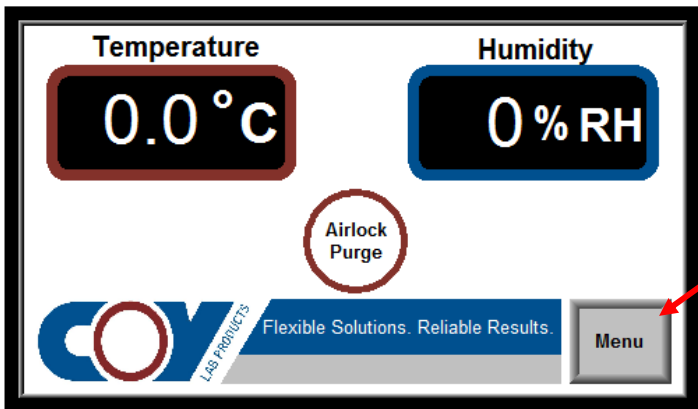 Temperature
Humidity
0.0 °C
0 % RH
Airlock
Purge
COY
LAB PRODUCTS
Flexible Solutions. Reliable Results.
Menu